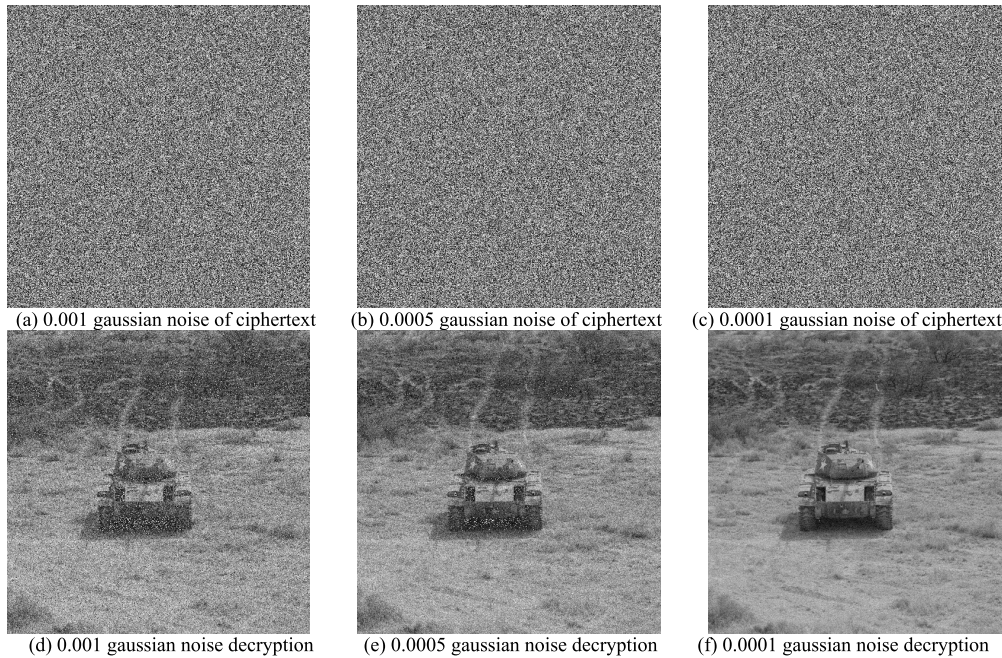 (a) 0.001 gaussian noise of ciphertext
(b) 0.0005 gaussian noise of ciphertext
(c) 0.0001 gaussian noise of ciphertext
(d) 0.001 gaussian noise decryption
(e) 0.0005 gaussian noise decryption
(f) 0.0001 gaussian noise decryption